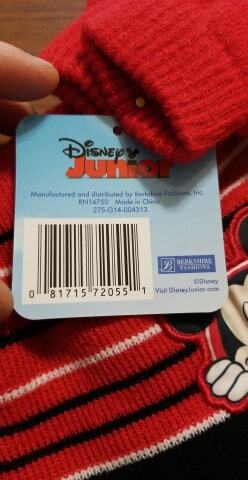 Disney
Junior
Manufactured and distributed by Berkshire Fashions, Inc.
RN14750 Made in China
275-G14-004313
0 81715 72055 1
B BERKSHIRE
FASHIONS
©Disney
Visit DisneyJunior.com